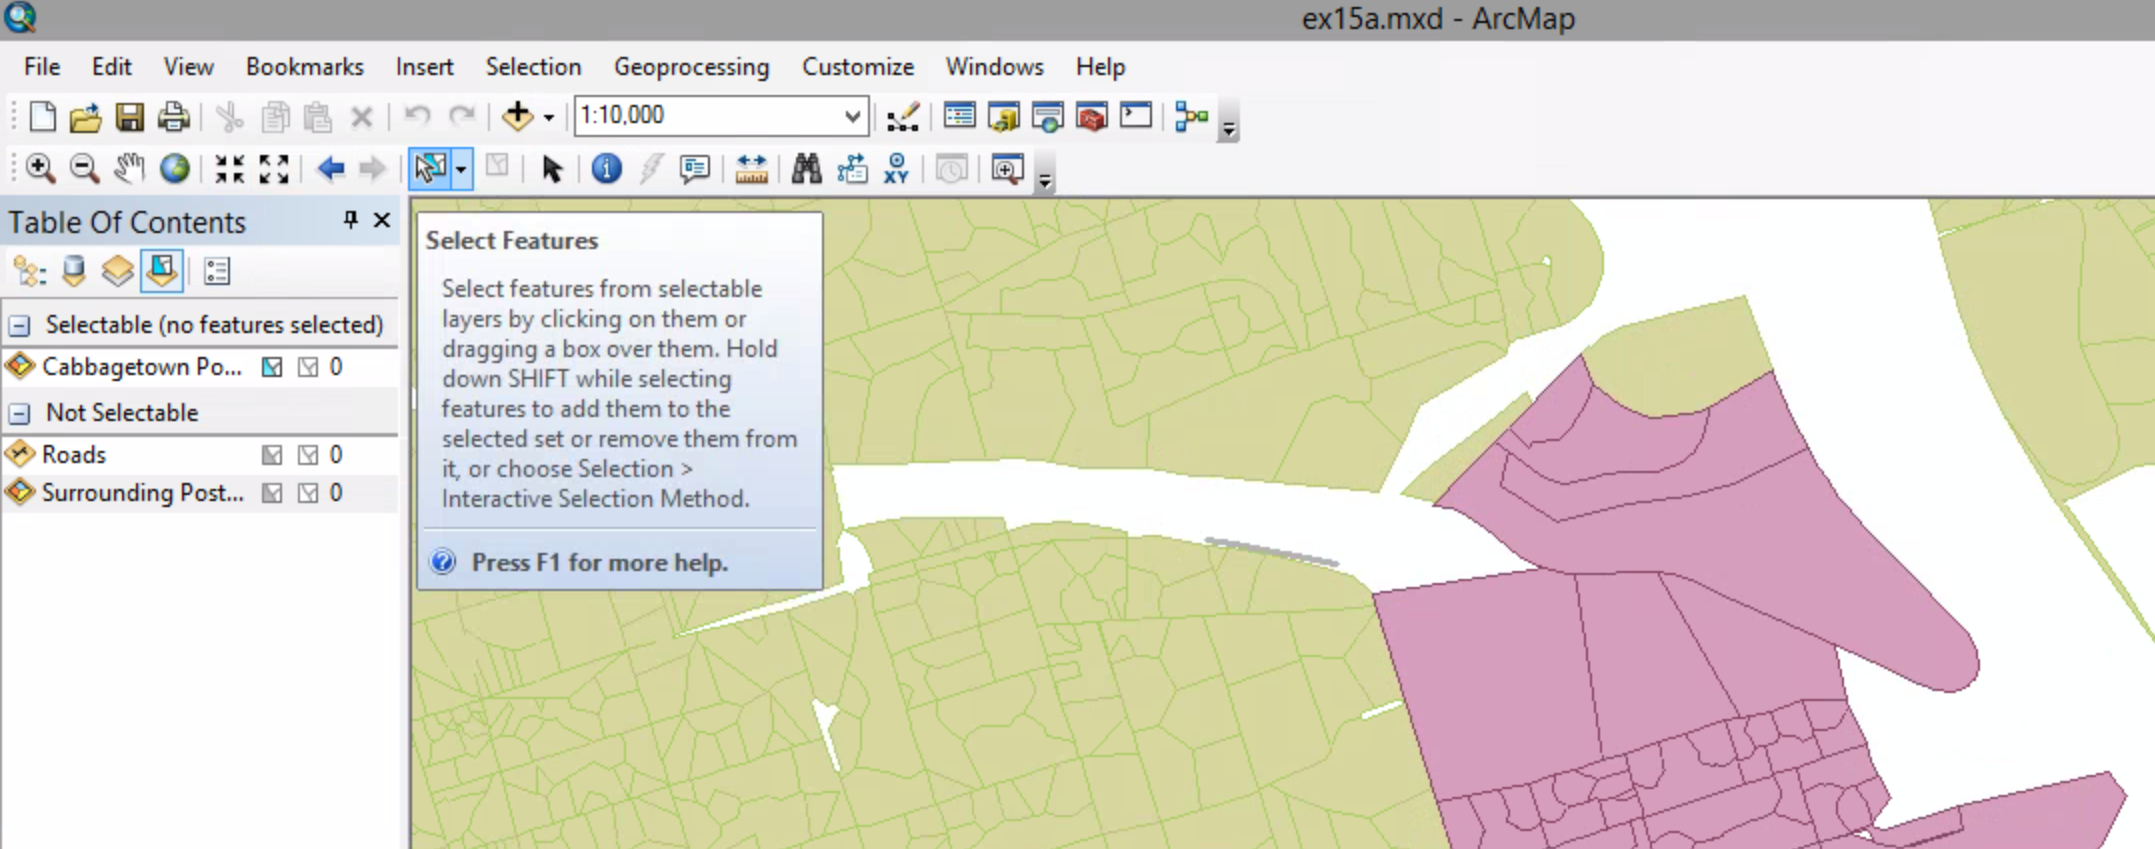 ex15a.mxd - ArcMap
File Edit View Bookmarks Insert Selection Geoprocessing Customize Windows Help
1:10,000
XY
Table Of Contents
Selectable (no features selected)
Cabbagetown Po... 0
Not Selectable
Roads 0
Surrounding Post... 0
Select Features
Select features from selectable
layers by clicking on them or
dragging a box over them. Hold
down SHIFT while selecting
features to add them to the
selected set or remove them from
it, or choose Selection >
Interactive Selection Method.
Press F1 for more help.